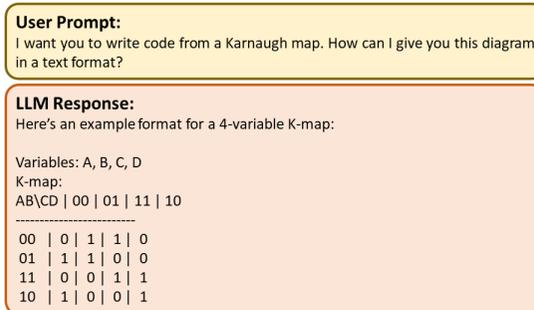 User Prompt:
I want you to write code from a Karnaugh map. How can I give you this diagram
in a text format?
LLM Response:
Here's an example format for a 4-variable K-map:
Variables: A, B, C, D
K-map:
AB\CD | 00 | 01 | 11 | 10
--------------------------
00 | 0 | 1 | 1 | 0
01 | 1 | 1 | 0 | 0
11 | 0 | 0 | 1 | 1
10 | 1 | 0 | 0 | 1